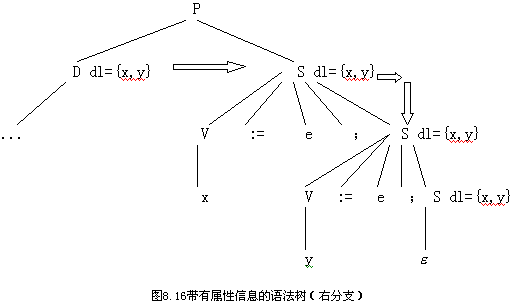 P
D dl={x,y} S dl={x,y}
... V := e ; S dl={x,y}
x V := e ; S dl={x,y}
y ε
图8.16带有属性信息的语法树(右分支)